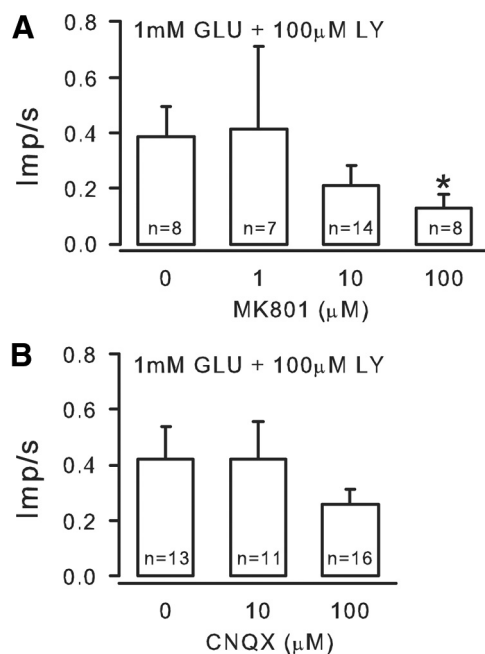 A
1mM GLU + 100μM LY
0.8
0.6
0.4
0.2
0.0
Imp/s
*
n=8 n=7 n=14 n=8
0 1 10 100
MK801 (μM)
B
1mM GLU + 100μM LY
0.8
0.6
0.4
0.2
0.0
Imp/s
n=13 n=11 n=16
0 10 100
CNQX (μM)